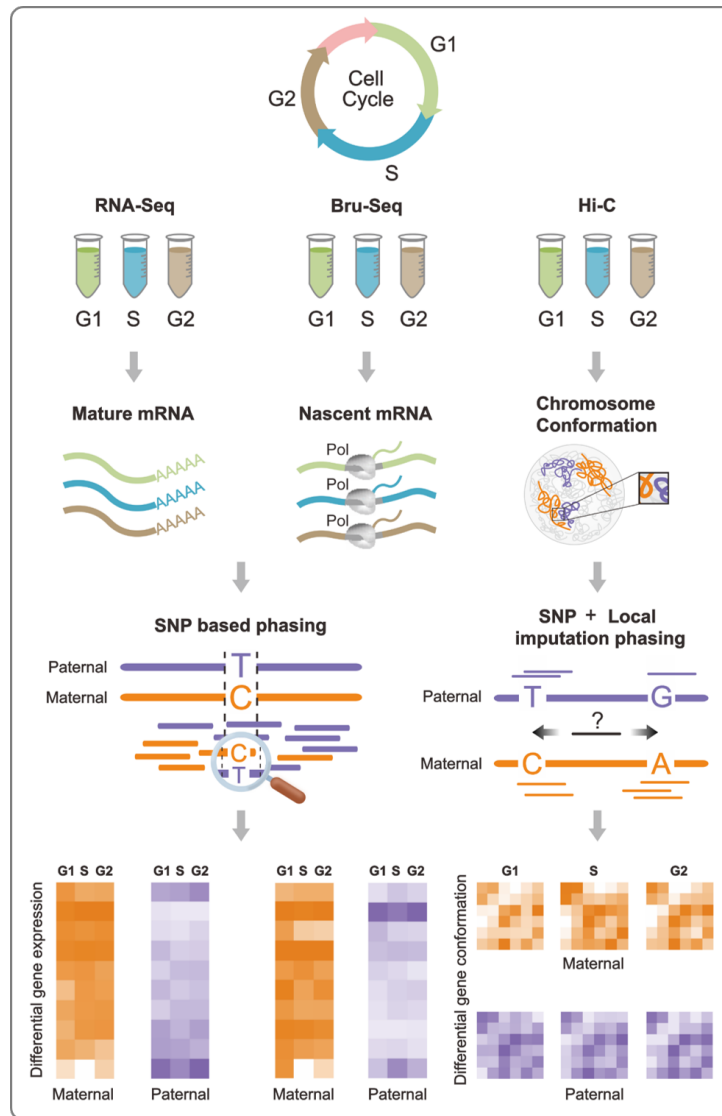 Cell
Cycle
G1
G2
S
RNA-Seq
Bru-Seq
Hi-C
G1 S G2
G1 S G2
G1 S G2
Mature mRNA
Nascent mRNA
Chromosome
Conformation
AAAAA
AAAAA
AAAAA
Pol
Pol
Pol
SNP based phasing
Paternal
T
Maternal
C
C
T
SNP + Local
imputation phasing
Paternal
T G
?
Maternal
C A
Differential gene expression
G1 S G2
G1 S G2
G1 S G2
G1 S G2
Maternal
Paternal
Maternal
Paternal
Differential gene conformation
G1
S
G2
Maternal
Paternal